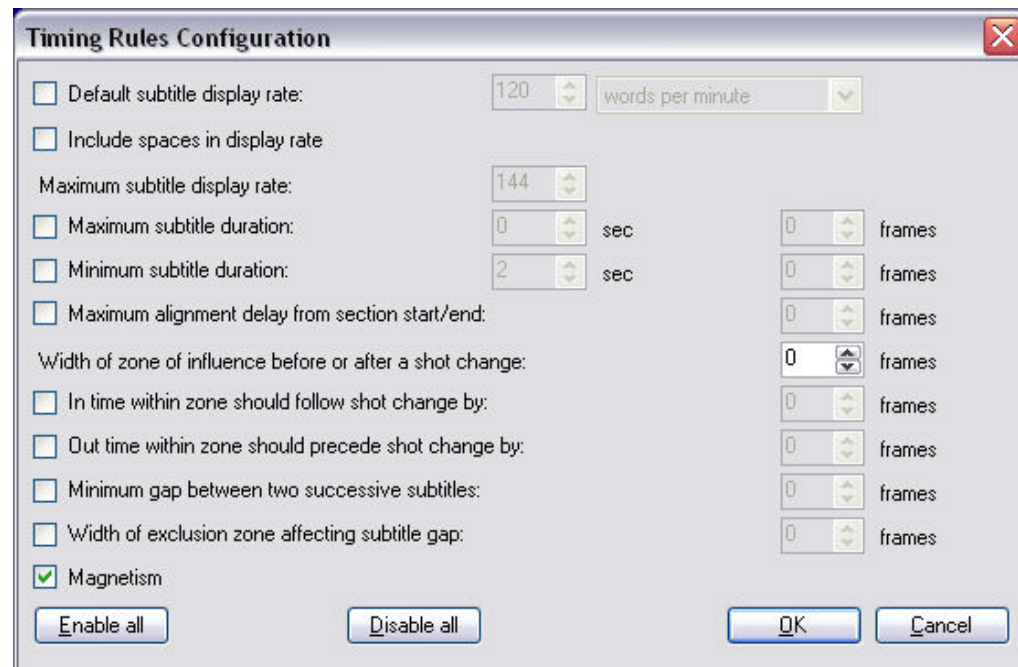 Timing Rules Configuration
Default subtitle display rate: 120 words per minute
Include spaces in display rate
Maximum subtitle display rate: 144
Maximum subtitle duration: 0 sec 0 frames
Minimum subtitle duration: 2 sec 0 frames
Maximum alignment delay from section start/end: 0 frames
Width of zone of influence before or after a shot change: 0 frames
In time within zone should follow shot change by: 0 frames
Out time within zone should precede shot change by: 0 frames
Minimum gap between two successive subtitles: 0 frames
Width of exclusion zone affecting subtitle gap: 0 frames
Magnetism
Enable all Disable all OK Cancel